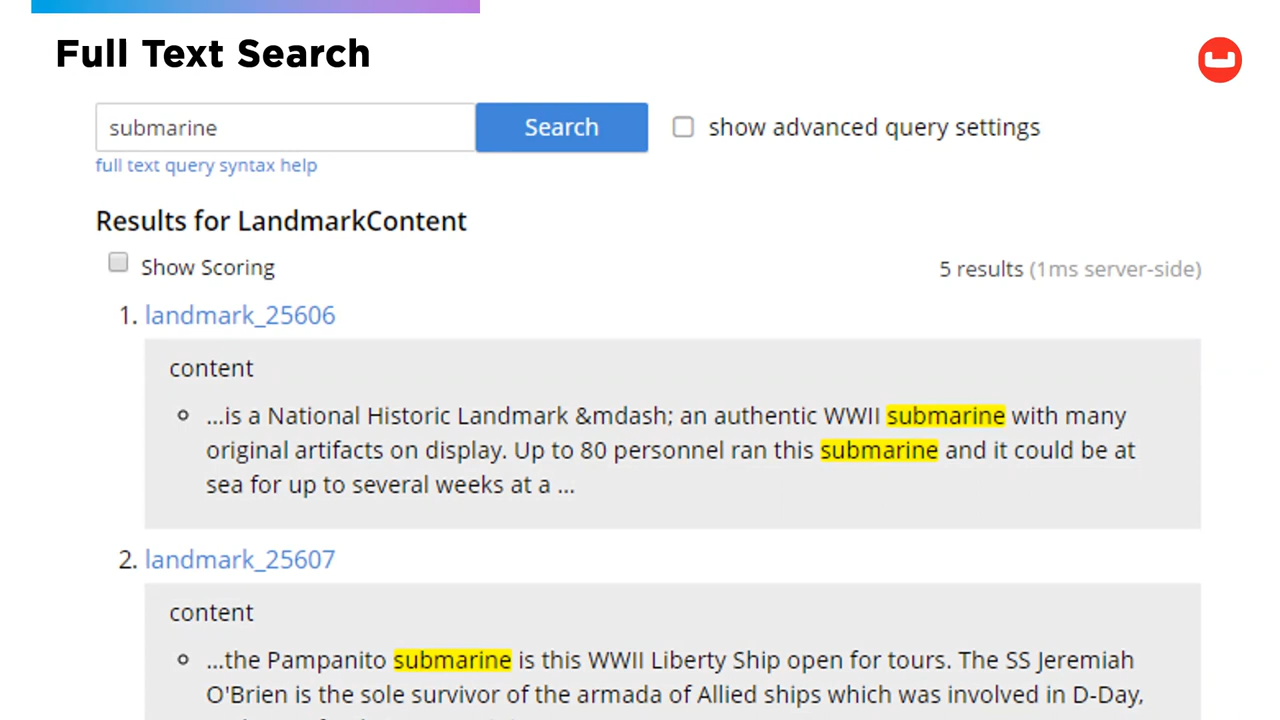 Full Text Search
submarine
Search
show advanced query settings
full text query syntax help
Results for LandmarkContent
Show Scoring
5 results (1ms server-side)
1. landmark_25606
content
...is a National Historic Landmark &mdash; an authentic WWII submarine with many
original artifacts on display. Up to 80 personnel ran this submarine and it could be at
sea for up to several weeks at a ...
2. landmark_25607
content
...the Pampanito submarine is this WWII Liberty Ship open for tours. The SS Jeremiah
O'Brien is the sole survivor of the armada of Allied ships which was involved in D-Day,